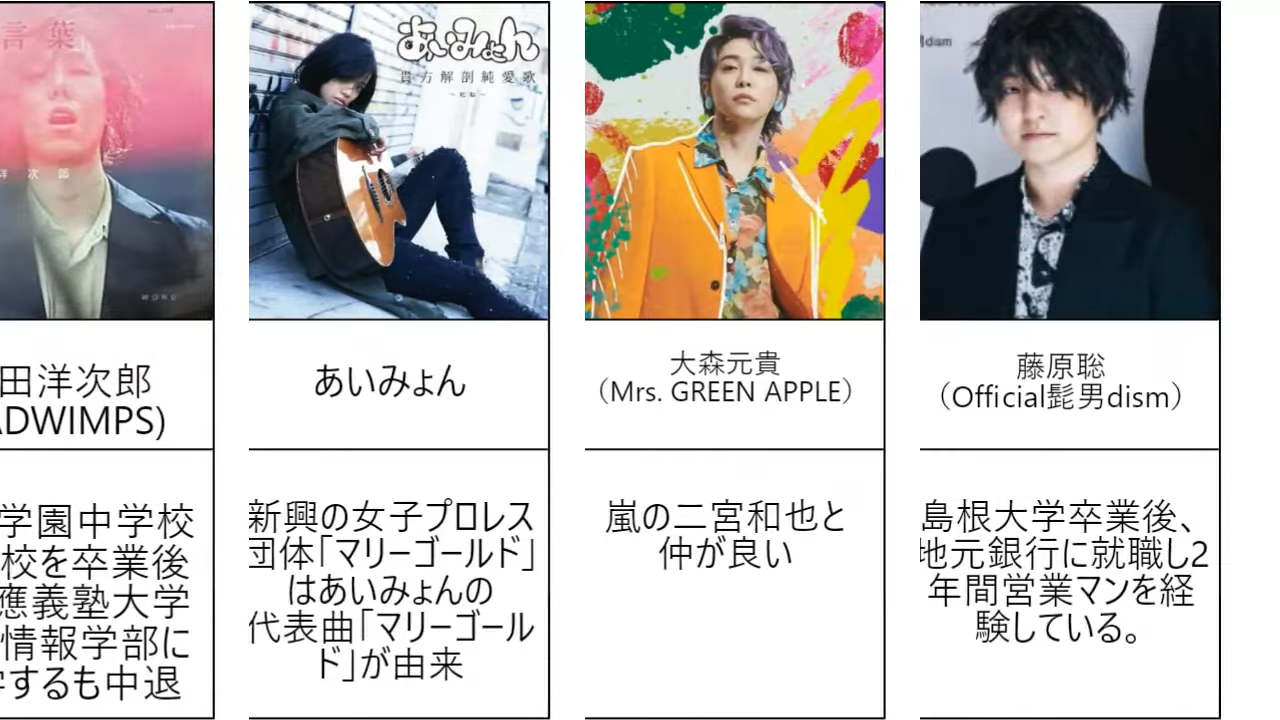 言葉
洋次郎
WORD
田洋次郎
ADWIMPS)
学園中学校
校を卒業後
應義塾大学
情報学部に
学するも中退
あいみょん
貴方解剖純愛歌
～死ね～
あいみょん
新興の女子プロレス
団体「マリーゴールド」
はあいみょんの
代表曲「マリーゴール
ド」が由来
大森元貴
（Mrs. GREEN APPLE）
嵐の二宮和也と
仲が良い
dism
藤原聡
（Official髭男dism）
島根大学卒業後、
地元銀行に就職し2
年間営業マンを経
験している。